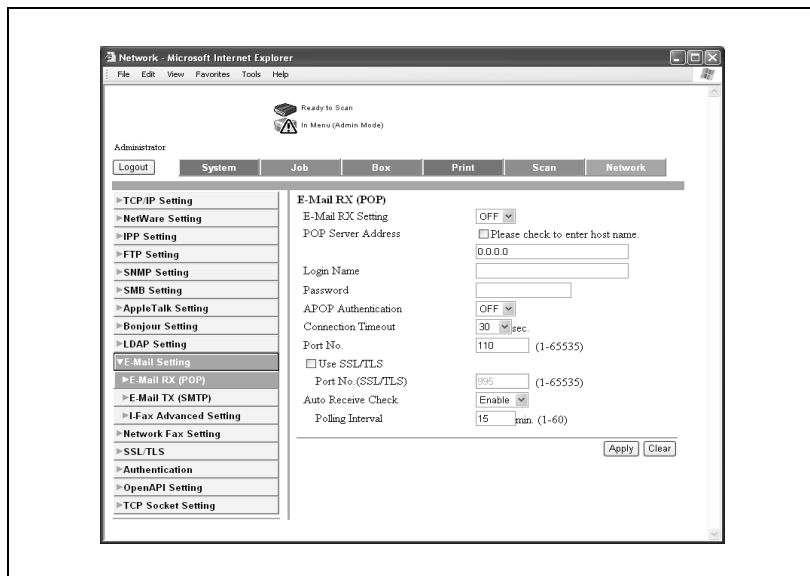 Network - Microsoft Internet Explorer
File Edit View Favorites Tools Help
Ready to Scan
In Menu (Admin Mode)
Administrator
Logout System Job Box Print Scan Network
TCP/IP Setting
NetWare Setting
IPP Setting
FTP Setting
SNMP Setting
SMB Setting
AppleTalk Setting
Bonjour Setting
LDAP Setting
E-Mail Setting
E-Mail RX (POP)
E-Mail TX (SMTP)
I-Fax Advanced Setting
Network Fax Setting
SSL/TLS
Authentication
OpenAPI Setting
TCP Socket Setting
E-Mail RX (POP)
E-Mail RX Setting OFF
POP Server Address Please check to enter host name.
0.0.0.0
Login Name
Password
APOP Authentication OFF
Connection Timeout 30 sec.
Port No. 110 (1-65535)
Use SSL/TLS
Port No.(SSL/TLS) 995 (1-65535)
Auto Receive Check Enable
Polling Interval 15 min. (1-60)
Apply Clear